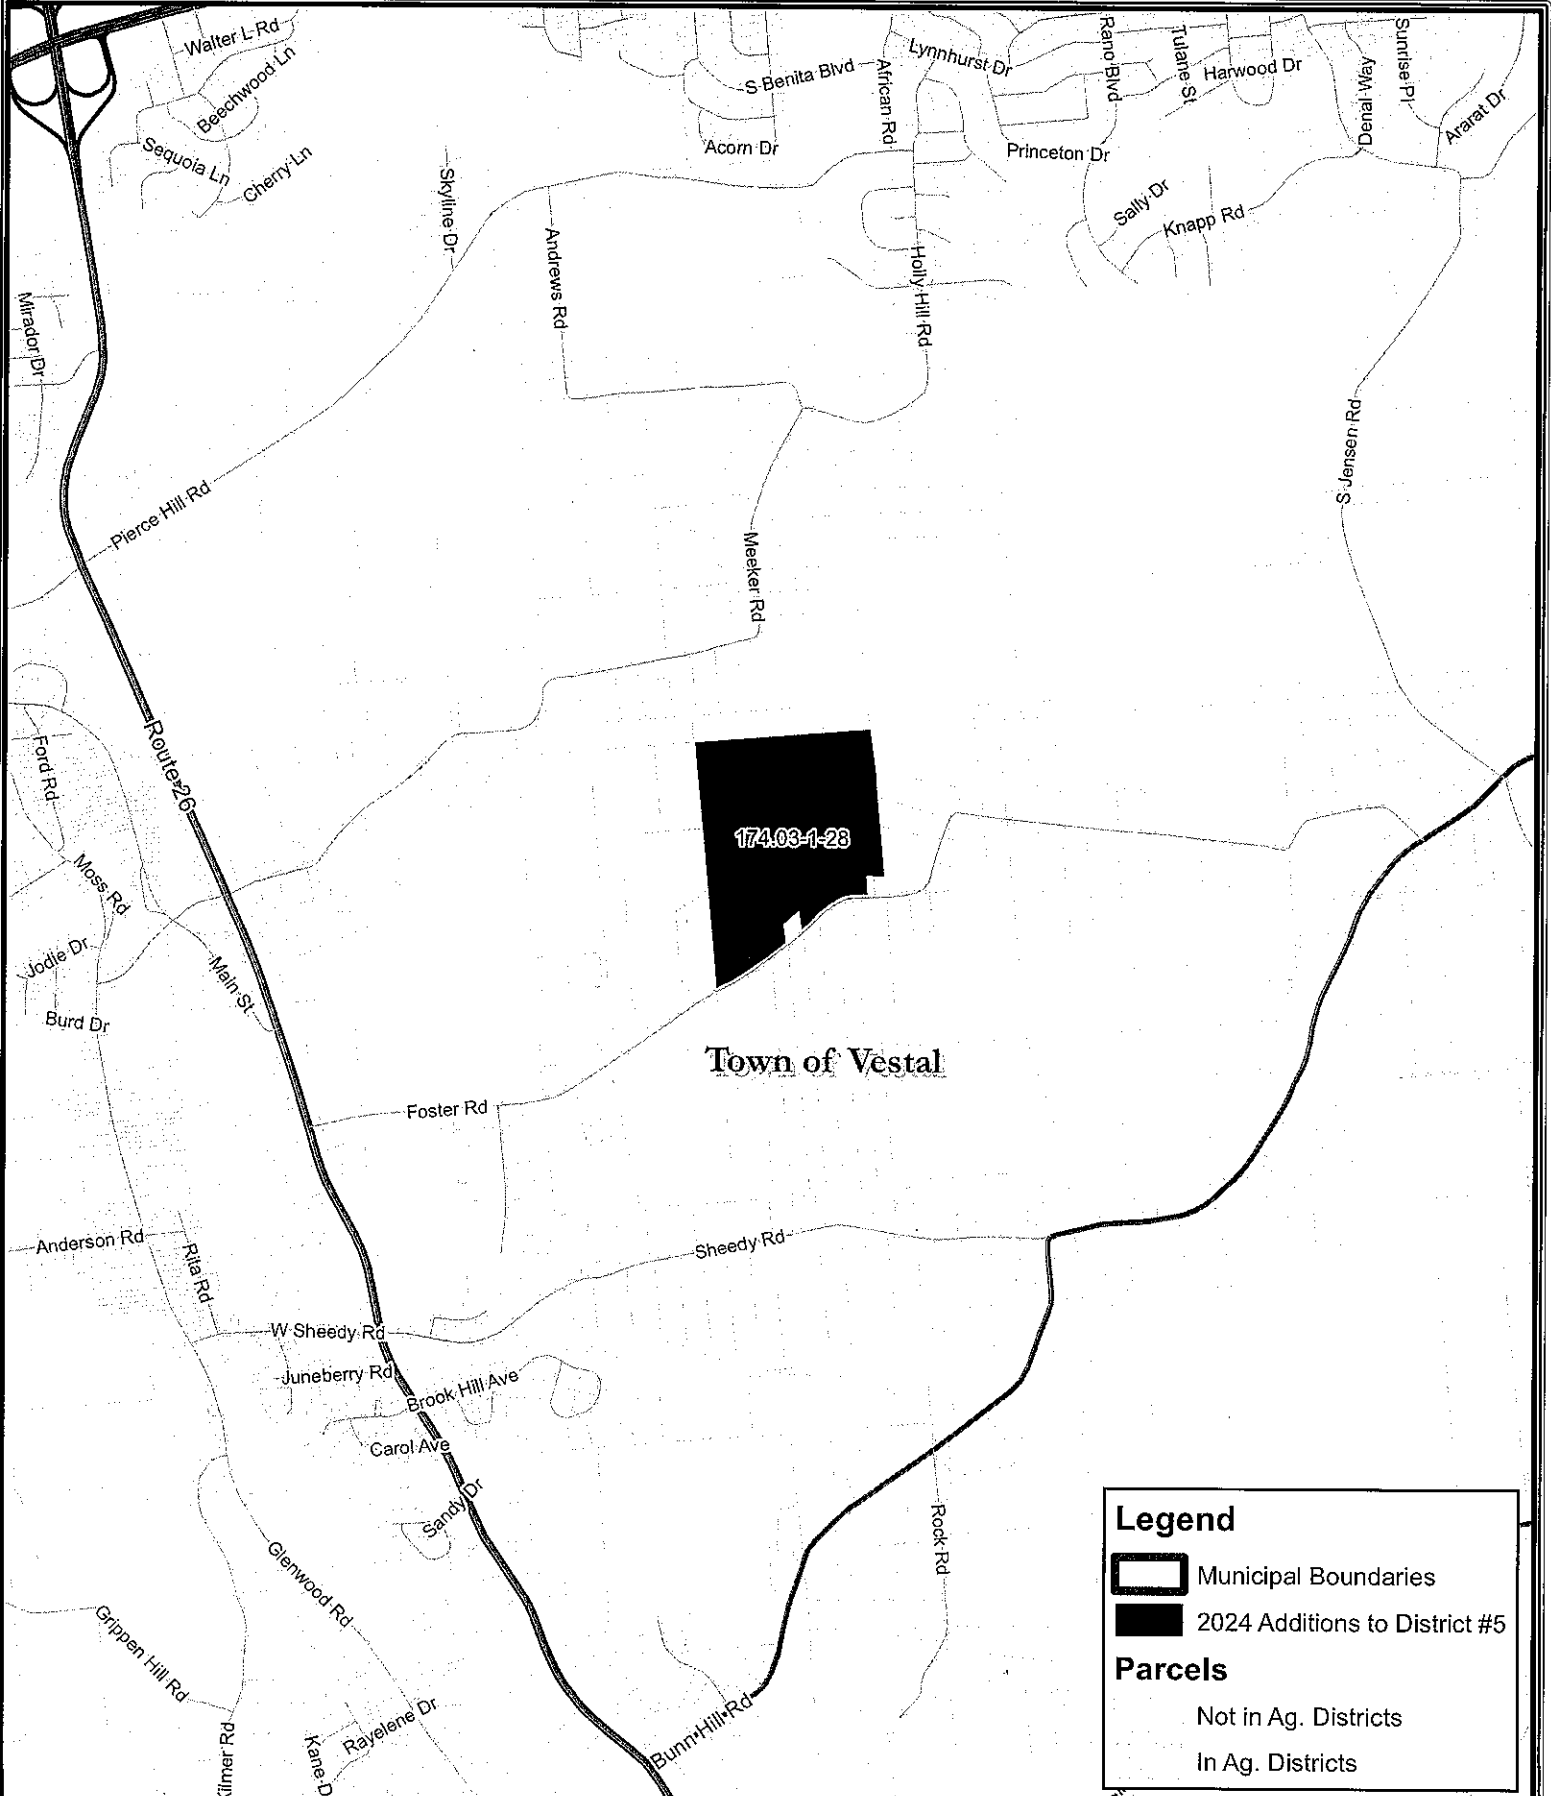 Walter L Rd
Beechwood Ln
Sequoia Ln
Cherry Ln
Skyline Dr
S Benita Blvd
African Rd
Lynnhurst Dr
Acorn Dr
Princeton Dr
Rano Blvd
Tulane St
Harwood Dr
Denal Way
Sunrise Pl
Ararat Dr
Sally Dr
Knapp Rd
Andrews Rd
Holly Hill Rd
Mirador Dr
S Jensen Rd
Pierce Hill Rd
Meeker Rd
Route 26
Ford Rd
174.03-1-28
Moss Rd
Jodie Dr
Main St
Burd Dr
Town of Vestal
Foster Rd
Anderson Rd
Rita Rd
Sheedy Rd
W Sheedy Rd
Juneberry Rd
Brook Hill Ave
Carol Ave
Sandy Dr
Rock Rd
Glenwood Rd
Grippen Hill Rd
Rayelene Dr
Kane D
ilmer Rd
Bunn Hill Rd
Legend
Municipal Boundaries
2024 Additions to District #5
Parcels
Not in Ag. Districts
In Ag. Districts